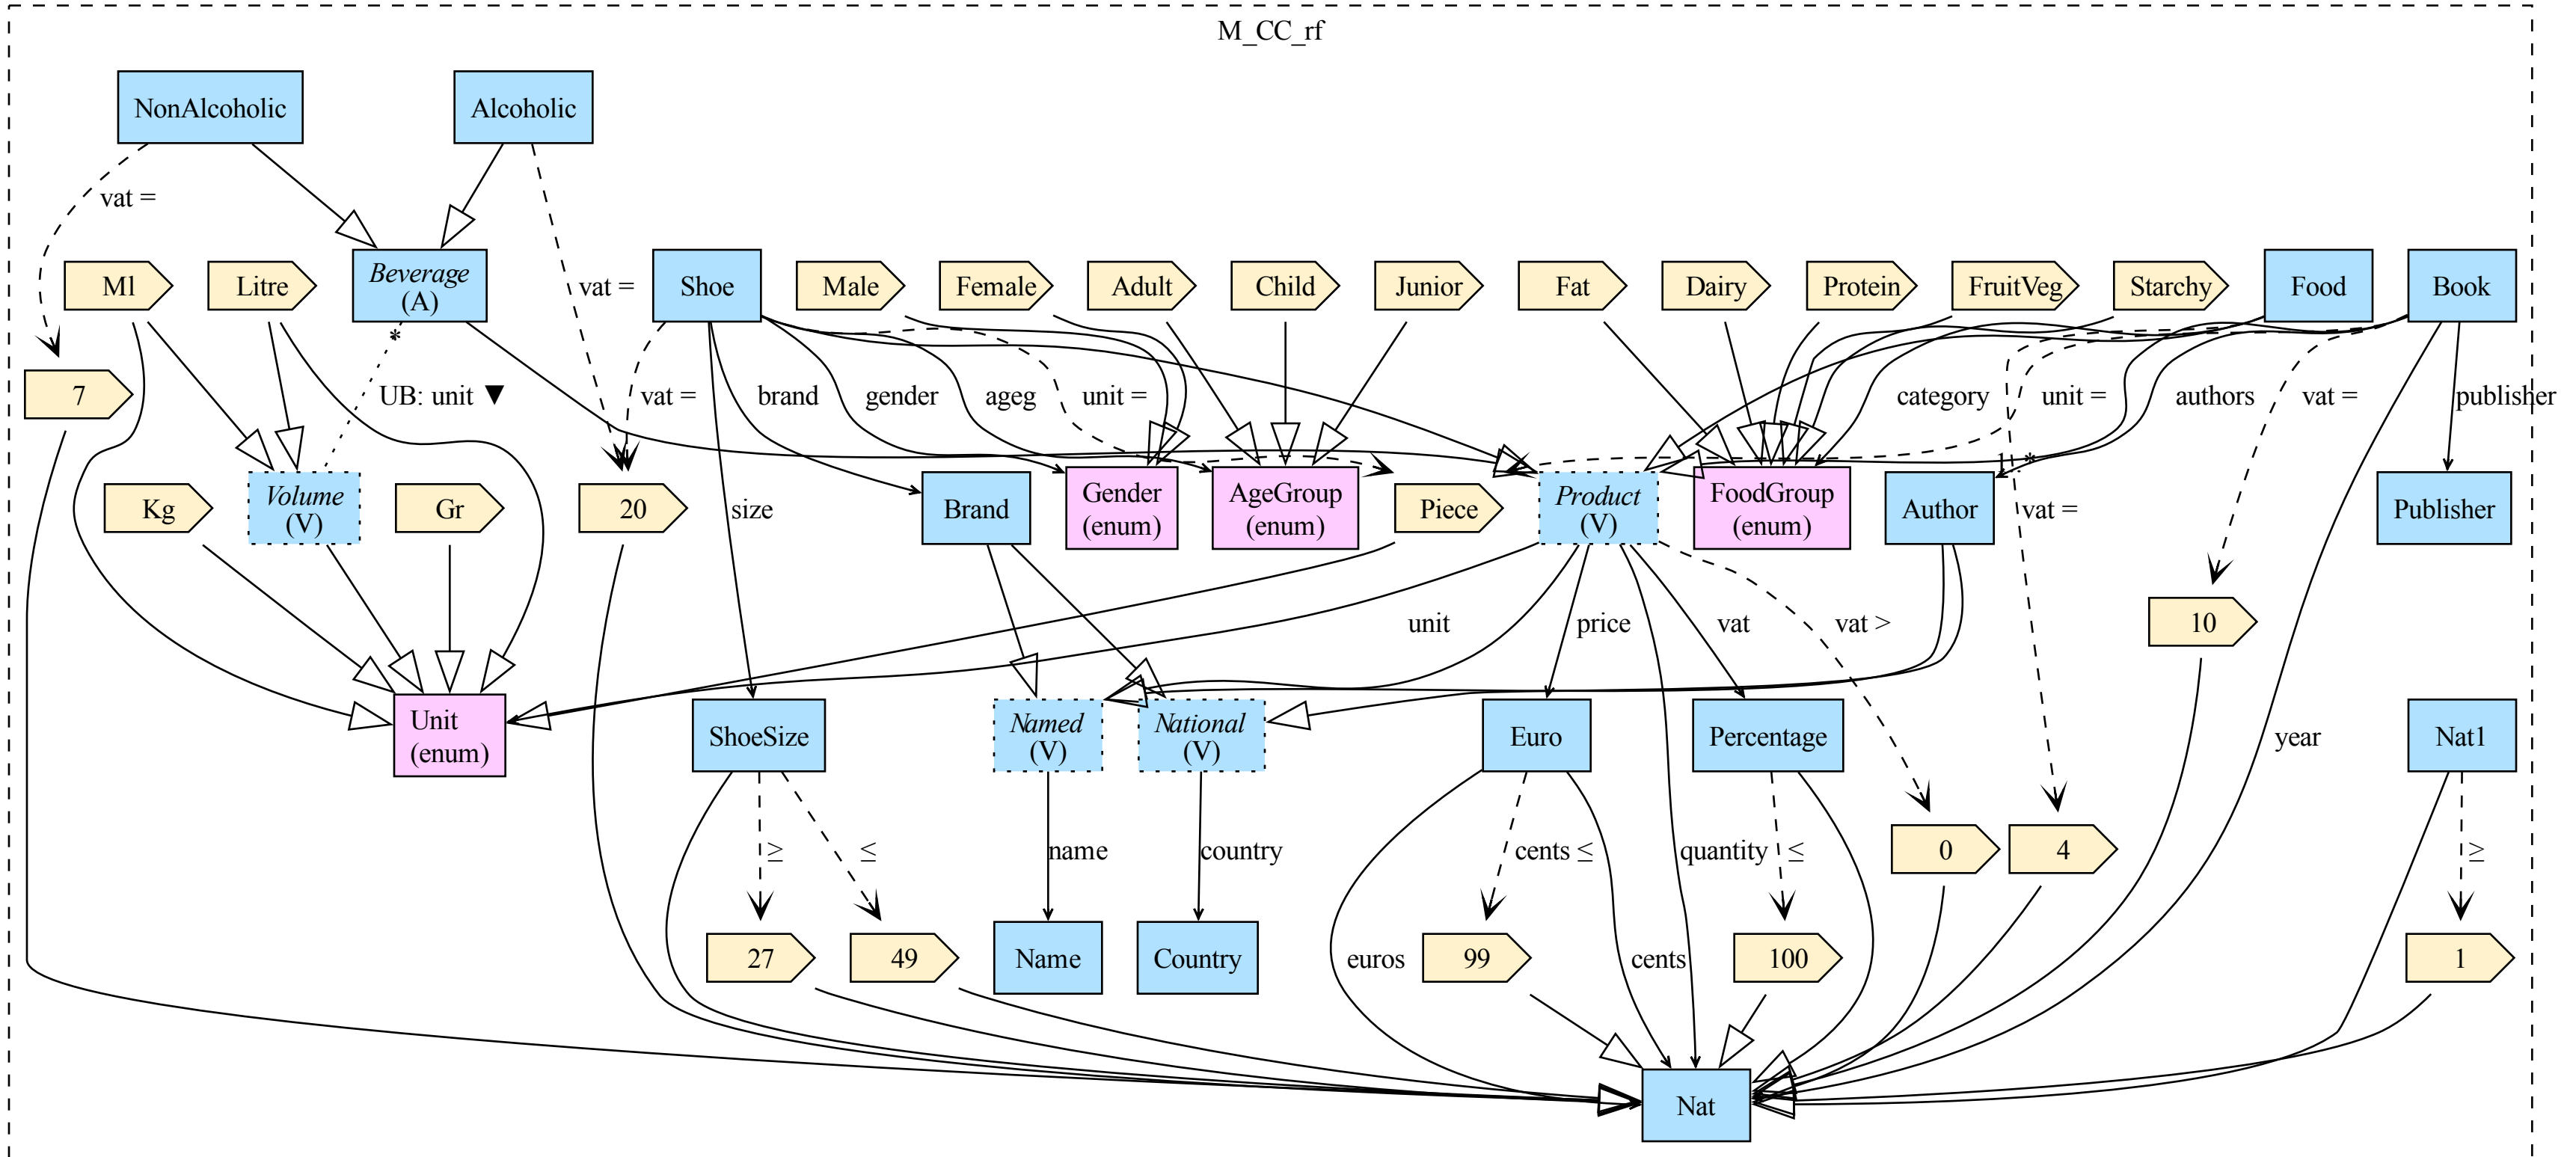 M_CC_rf
NonAlcoholic
Alcoholic
vat =
Ml
Litre
Beverage
(A)
vat =
Shoe
Male
Female
Adult
Child
Junior
Fat
Dairy
Protein
FruitVeg
Starchy
Food
Book
*
7
UB: unit ▼
vat =
brand
gender
ageg
unit =
category
unit =
authors
vat =
publisher
1..*
Kg
Volume
(V)
Gr
20
size
Brand
Gender
(enum)
AgeGroup
(enum)
Piece
Product
(V)
FoodGroup
(enum)
Author
vat =
Publisher
unit
price
vat
vat >
10
Unit
(enum)
ShoeSize
Named
(V)
National
(V)
Euro
Percentage
year
Nat1
≥
≤
name
country
cents ≤
quantity
≤
0
4
≥
27
49
Name
Country
euros
99
cents
100
1
Nat